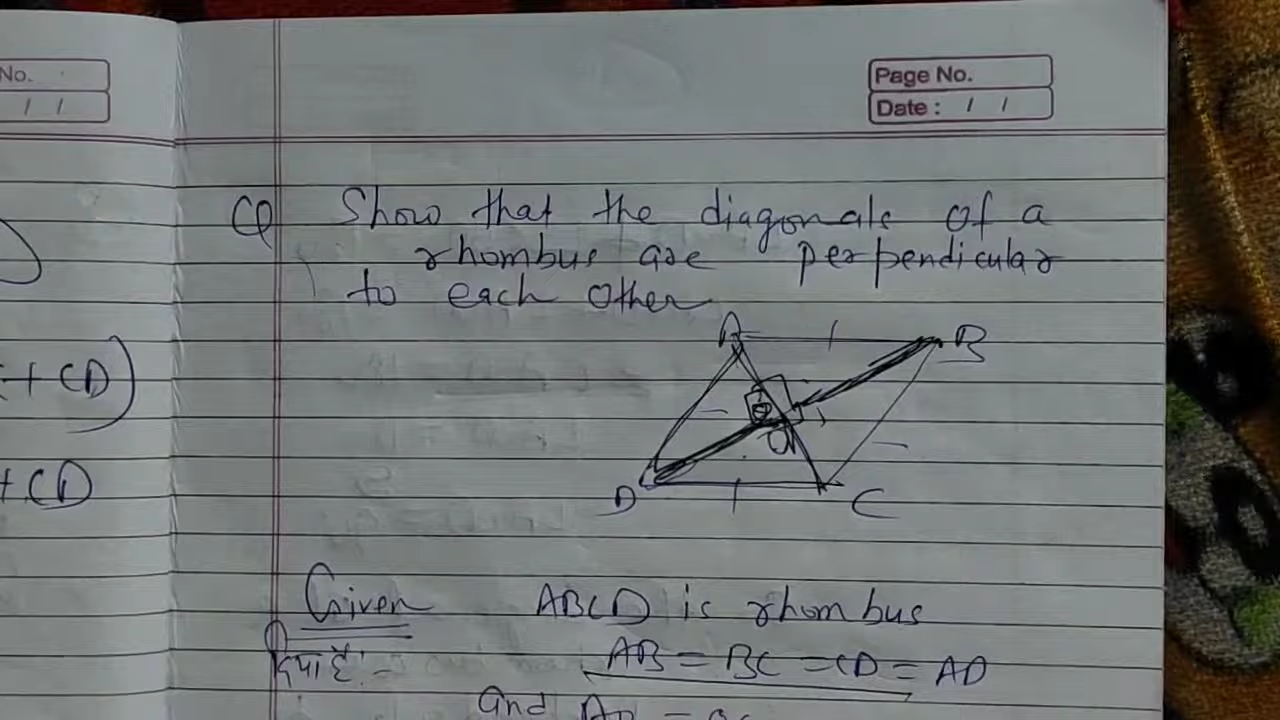 No.
/ /
Page No.
Date : / /
Q Show that the diagonals of a
rhombus are perpendicular
to each other
A
B
+ CD)
O
+ CD
D
C
Given ABCD is rhombus
AB = BC = CD = AD
and